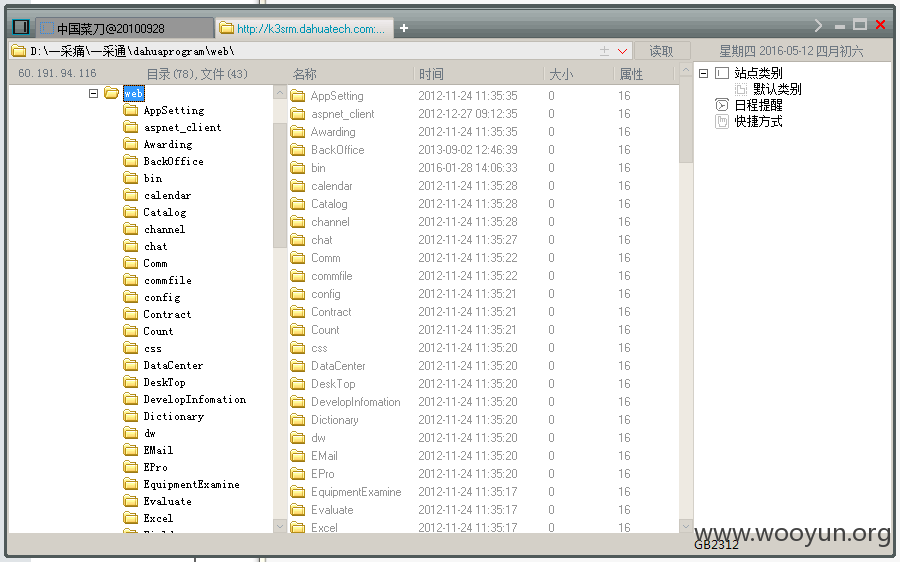 中国菜刀@20100928
http://k3srm.dahuatech.com:...
+
D:\一采痛\一采通\dahuaprogram\web\
读取
星期四 2016-05-12 四月初六
60.191.94.116
目录(78),文件(43)
名称 时间 大小 属性
web
AppSetting
aspnet_client
Awarding
BackOffice
bin
calendar
Catalog
channel
chat
Comm
commfile
config
Contract
Count
css
DataCenter
DeskTop
DevelopInfomation
Dictionary
dw
EMail
EPro
EquipmentExamine
Evaluate
Excel
AppSetting 2012-11-24 11:35:35 0 16
aspnet_client 2012-12-27 09:12:35 0 16
Awarding 2012-11-24 11:35:35 0 16
BackOffice 2013-09-02 12:46:39 0 16
bin 2016-01-28 14:06:33 0 16
calendar 2012-11-24 11:35:28 0 16
Catalog 2012-11-24 11:35:28 0 16
channel 2012-11-24 11:35:28 0 16
chat 2012-11-24 11:35:27 0 16
Comm 2012-11-24 11:35:22 0 16
commfile 2012-11-24 11:35:22 0 16
config 2012-11-24 11:35:21 0 16
Contract 2012-11-24 11:35:21 0 16
Count 2012-11-24 11:35:21 0 16
css 2012-11-24 11:35:20 0 16
DataCenter 2012-11-24 11:35:20 0 16
DeskTop 2012-11-24 11:35:20 0 16
DevelopInfomation 2012-11-24 11:35:20 0 16
Dictionary 2012-11-24 11:35:20 0 16
dw 2012-11-24 11:35:20 0 16
EMail 2012-11-24 11:35:20 0 16
EPro 2012-11-24 11:35:20 0 16
EquipmentExamine 2012-11-24 11:35:17 0 16
Evaluate 2012-11-24 11:35:17 0 16
Excel 2012-11-24 11:35:17 0 16
站点类别
默认类别
日程提醒
快捷方式
www.wooyun.org
GB2312